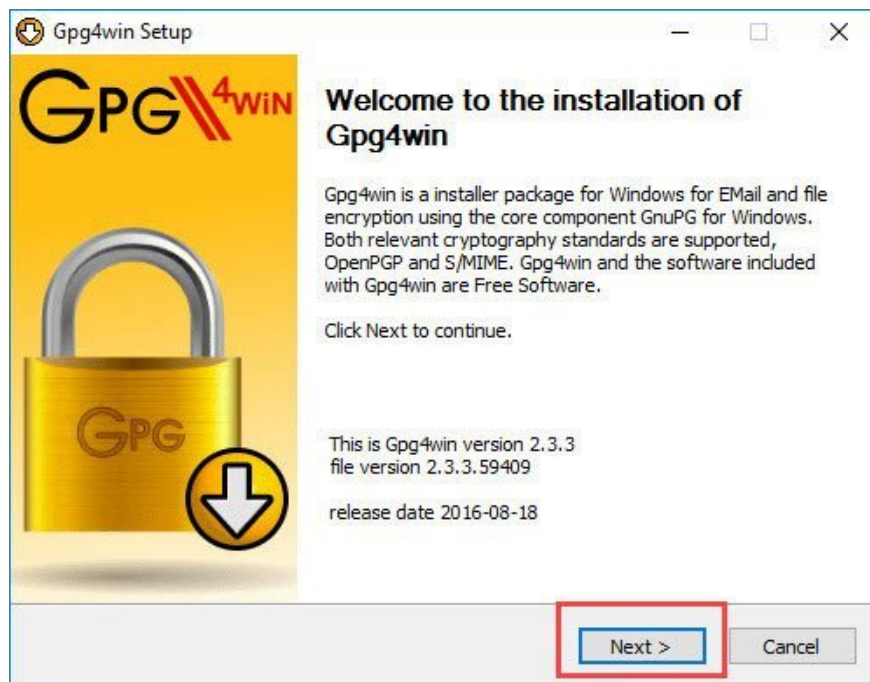 Gpg4win Setup
GPG4WiN
Welcome to the installation of
Gpg4win
Gpg4win is a installer package for Windows for EMail and file
encryption using the core component GnuPG for Windows.
Both relevant cryptography standards are supported,
OpenPGP and S/MIME. Gpg4win and the software included
with Gpg4win are Free Software.
Click Next to continue.
GPG
This is Gpg4win version 2.3.3
file version 2.3.3.59409
release date 2016-08-18
Next >
Cancel